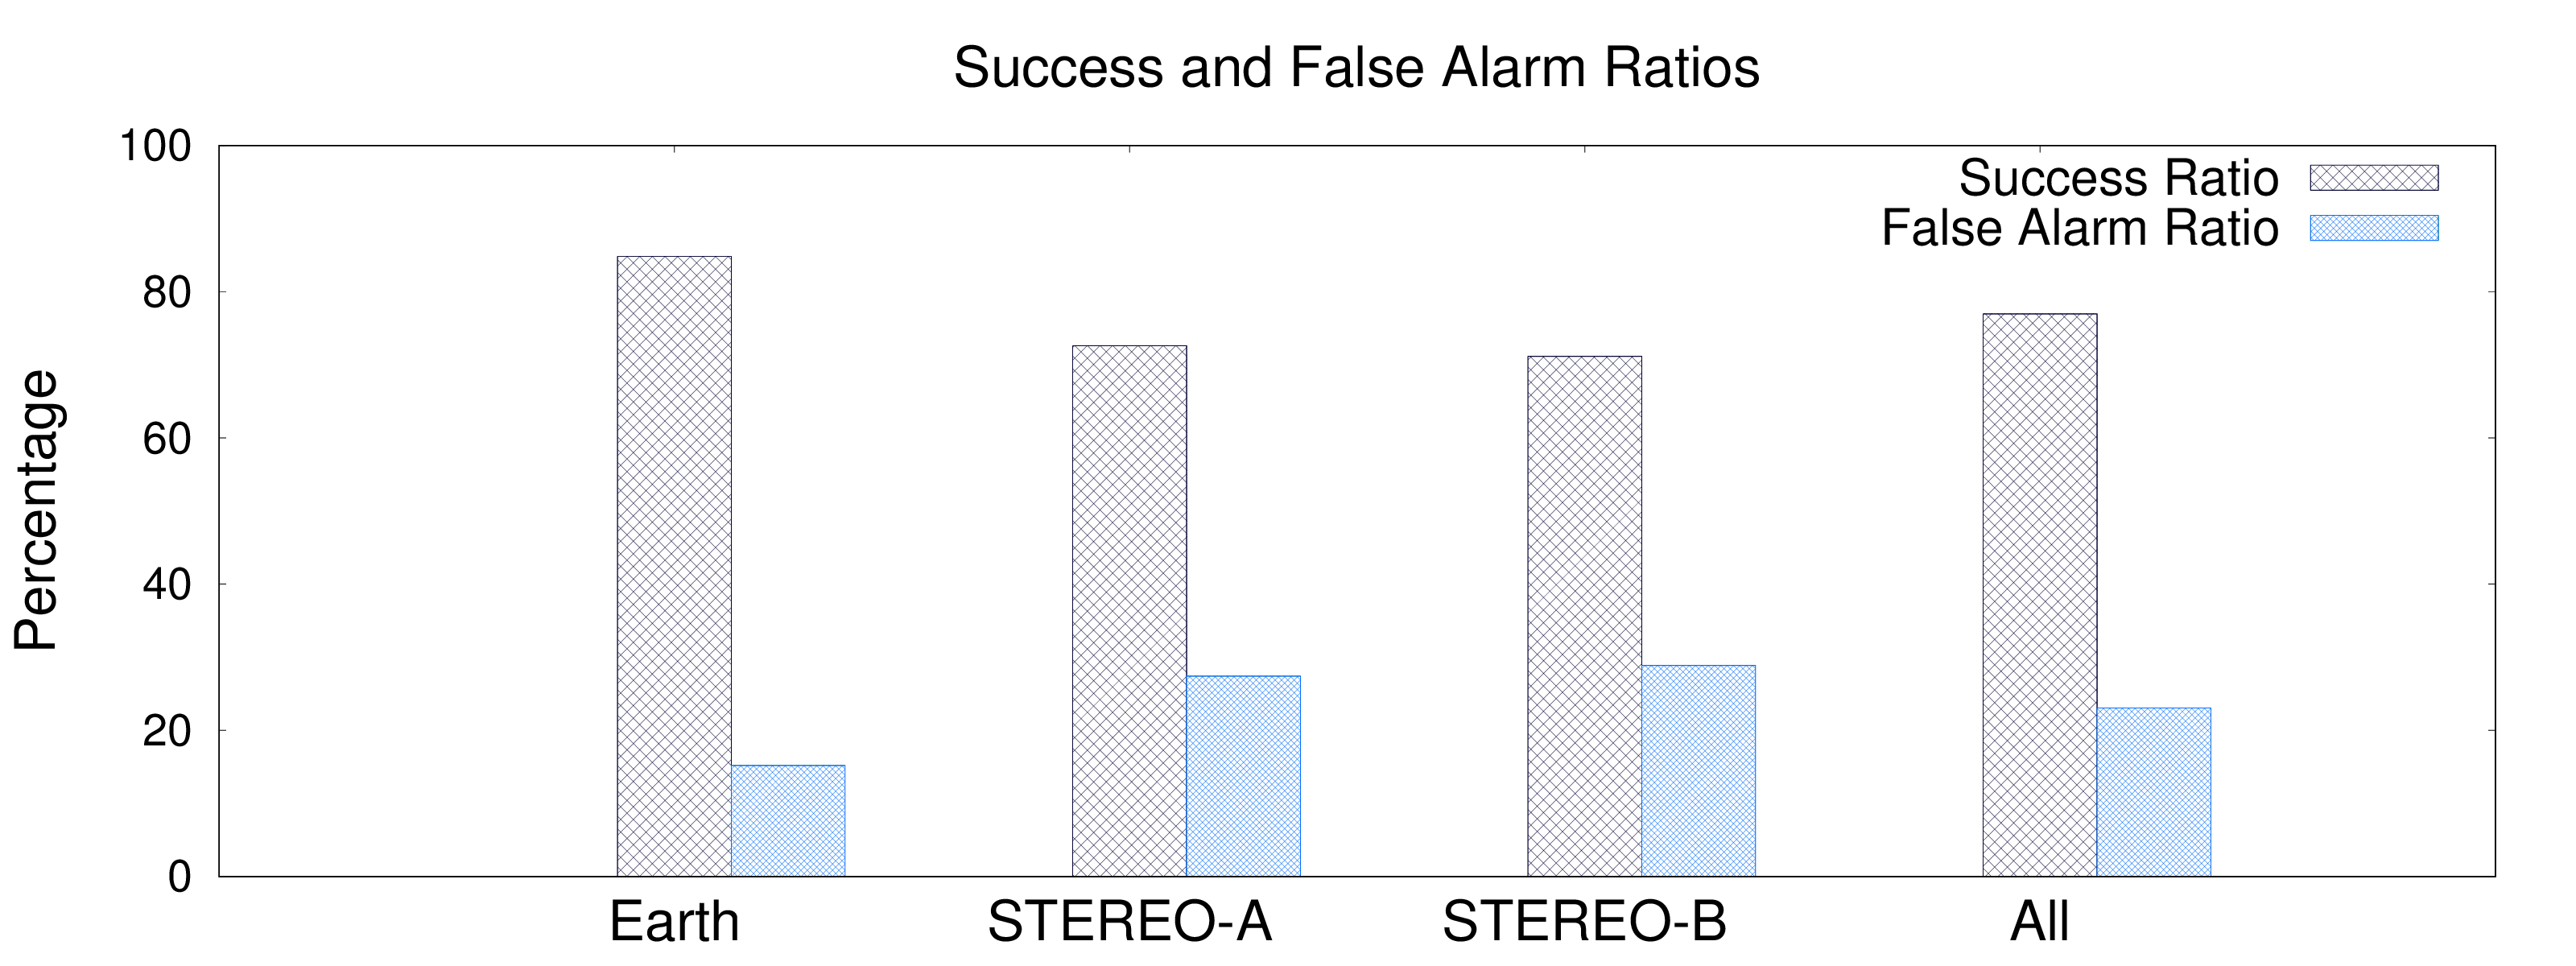 Success and False Alarm Ratios
100
Success Ratio
False Alarm Ratio
80
60
40
20
0
Percentage
Earth STEREO-A STEREO-B All